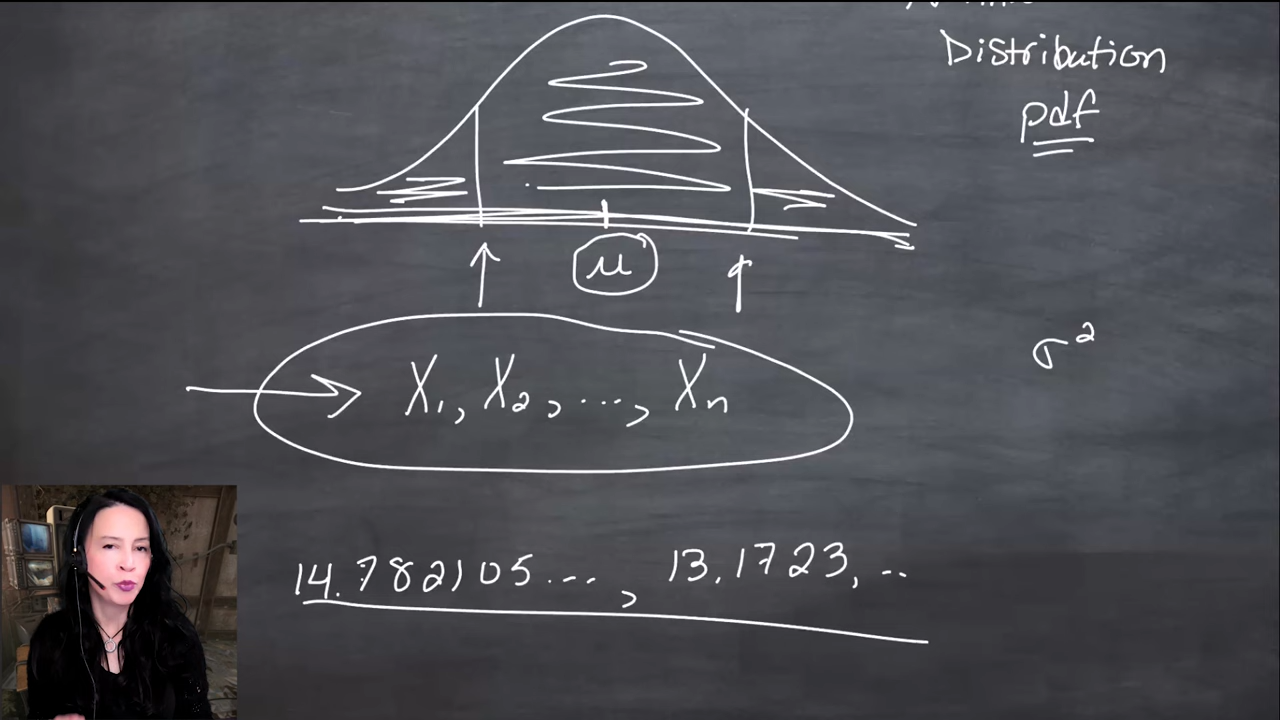 Distribution
pdf
μ
σ²
X₁, X₂, ..., Xₙ
14.782105..., 13.1723, ..